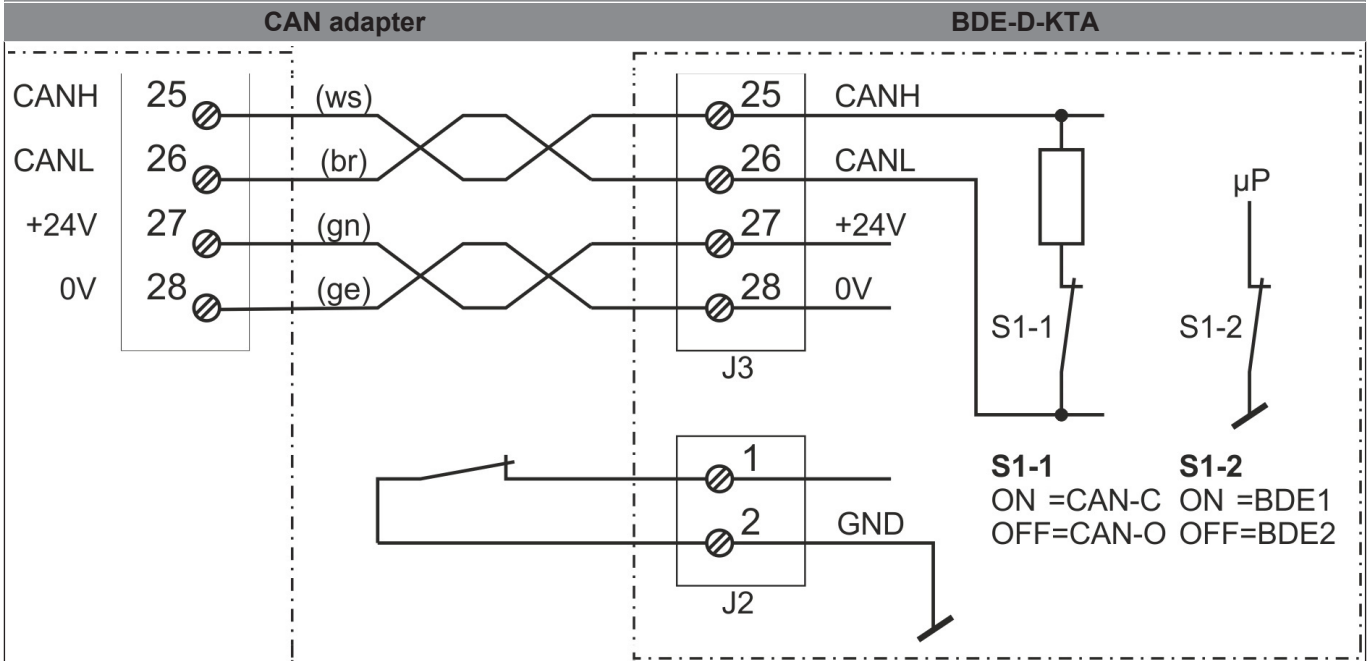 CAN adapter BDE-D-KTA
CANH 25 (ws) 25 CANH
CANL 26 (br) 26 CANL
+24V 27 (gn) 27 +24V
0V 28 (ge) 28 0V
J3
µP
S1-1 S1-2
1
2 GND
J2
S1-1 S1-2
ON =CAN-C ON =BDE1
OFF=CAN-O OFF=BDE2